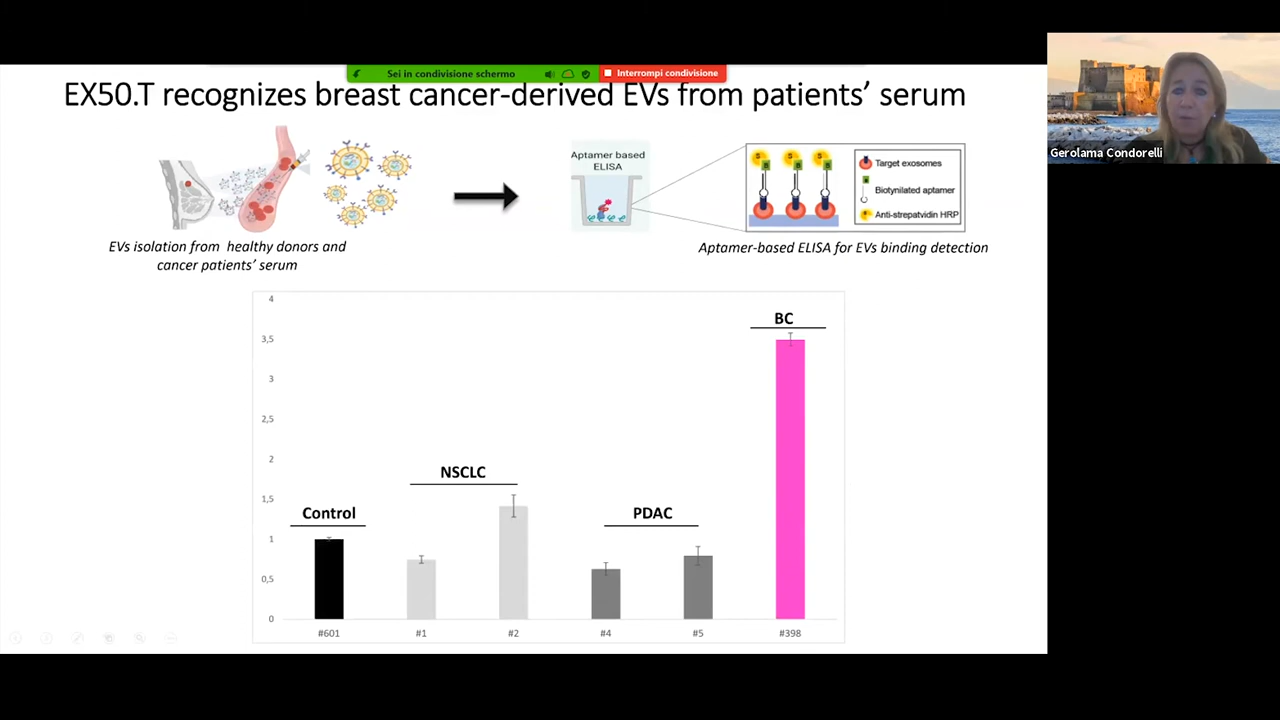 Sei in condivisione schermo
Interrompi condivisione
EX50.T recognizes breast cancer-derived EVs from patients’ serum
Gerolama Condorelli
Aptamer based
ELISA
S S S
B B B
Target exosomes
B
Biotynilated aptamer
S
Anti-strepatvidin HRP
EVs isolation from healthy donors and
cancer patients’ serum
Aptamer-based ELISA for EVs binding detection
4
3,5
3
2,5
2
1,5
1
0,5
0
Control
NSCLC
PDAC
BC
#601 #1 #2 #4 #5 #398